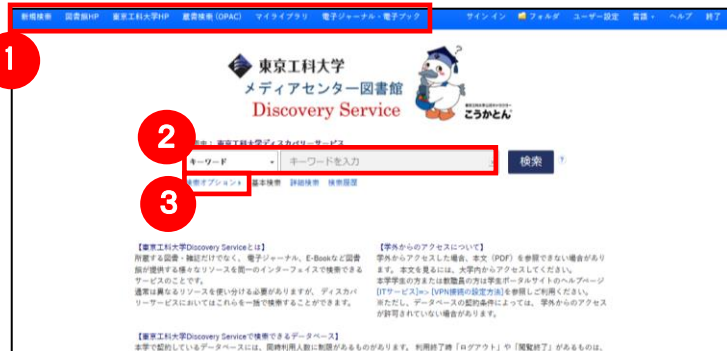 新規検索 図書館HP 東京工科大学HP 蔵書検索(OPAC) マイライブラリ 電子ジャーナル・電子ブック サイン イン フォルダ ユーザー設定 言語 ヘルプ 終了
1
東京工科大学
メディアセンター図書館
Discovery Service
こうかとん
2
東京工科大学ディスカバリーサービス
キーワード キーワードを入力 検索 ?
検索オプション 基本検索 詳細検索 検索履歴
3
【東京工科大学Discovery Serviceとは】
所蔵する図書・雑誌だけでなく、電子ジャーナル、E-Bookなど図書
館が提供する様々なリソースを同一のインターフェイスで検索できる
サービスのことです。
通常は異なるリソースを使い分ける必要がありますが、ディスカバ
リーサービスにおいてはこれらを一括で検索することができます。
【学外からのアクセスについて】
学外からアクセスした場合、本文（PDF）を参照できない場合があり
ます。本文を見るには、大学内からアクセスしてください。
本学学生の方または教職員の方は学生ポータルサイトのヘルプページ
[ITサービス]=> [VPN接続の設定方法]を参照しご利用ください。
※ただし、データベースの契約条件によっては、学外からのアクセス
が許可されていない場合があります。
【東京工科大学Discovery Serviceで検索できるデータベース】
本学で契約しているデータベースには、同時利用人数に制限があるものがあります。利用終了時「ログアウト」や「閲覧終了」があるものは、